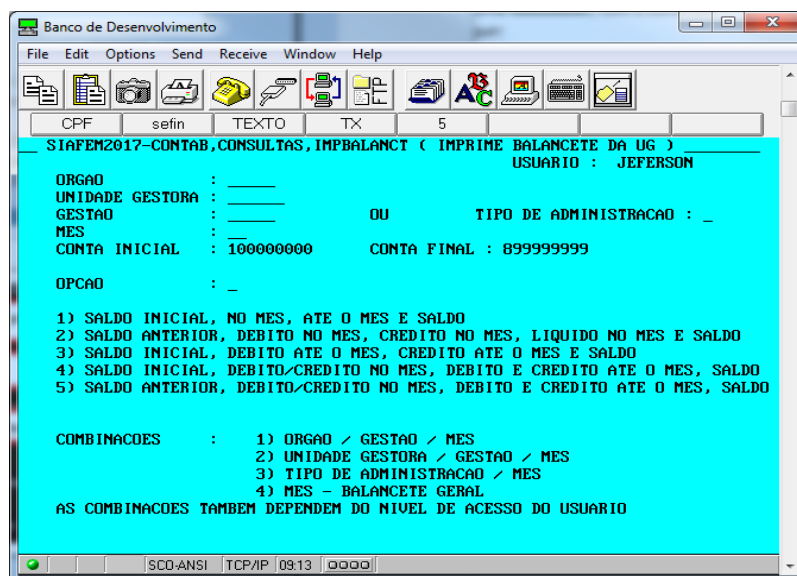 Banco de Desenvolvimento
File Edit Options Send Receive Window Help
CPF sefin TEXTO TX 5
__ SIAFEM2017-CONTAB,CONSULTAS,IMPBALANCT ( IMPRIME BALANCETE DA UG ) ________
USUARIO : JEFERSON
ORGAO : _____
UNIDADE GESTORA : ______
GESTAO : _____ OU TIPO DE ADMINISTRACAO : _
MES : __
CONTA INICIAL : 100000000 CONTA FINAL : 899999999
OPCAO : _
1) SALDO INICIAL, NO MES, ATE O MES E SALDO
2) SALDO ANTERIOR, DEBITO NO MES, CREDITO NO MES, LIQUIDO NO MES E SALDO
3) SALDO INICIAL, DEBITO ATE O MES, CREDITO ATE O MES E SALDO
4) SALDO INICIAL, DEBITO/CREDITO NO MES, DEBITO E CREDITO ATE O MES, SALDO
5) SALDO ANTERIOR, DEBITO/CREDITO NO MES, DEBITO E CREDITO ATE O MES, SALDO
COMBINACOES : 1) ORGAO / GESTAO / MES
2) UNIDADE GESTORA / GESTAO / MES
3) TIPO DE ADMINISTRACAO / MES
4) MES - BALANCETE GERAL
AS COMBINACOES TAMBEM DEPENDEM DO NIVEL DE ACESSO DO USUARIO
SCO-ANSI TCP/IP 09:13